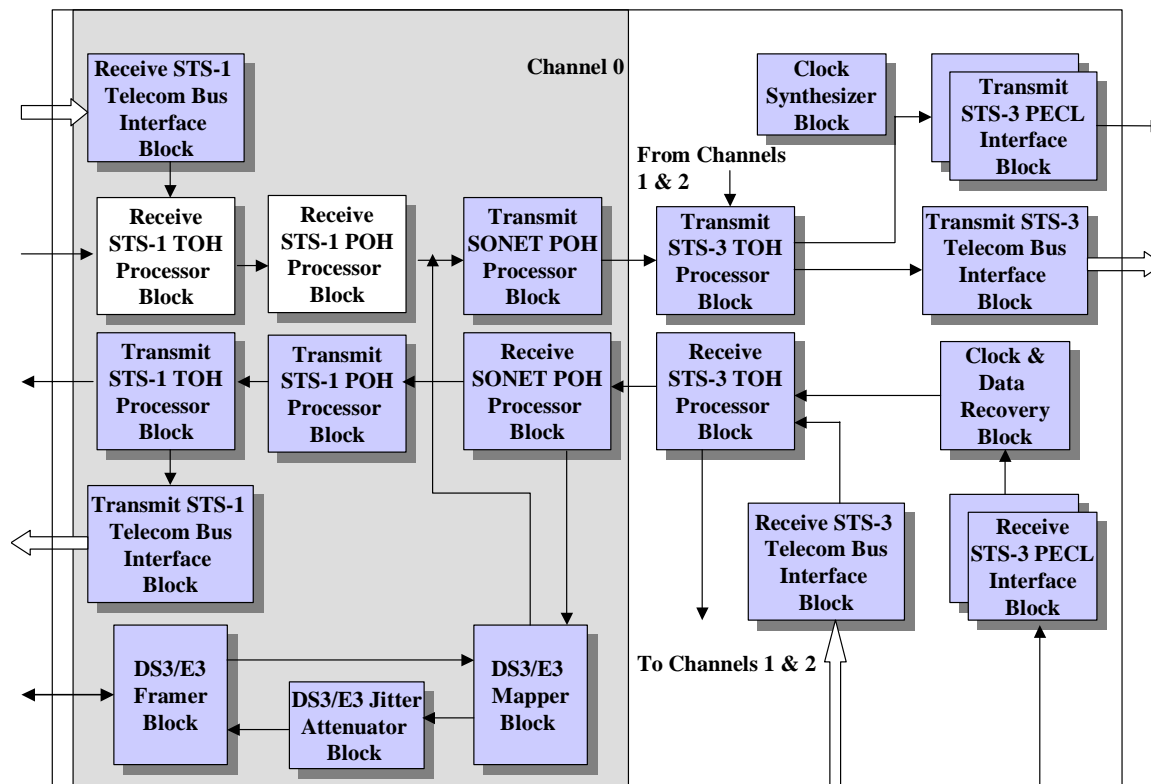 Receive STS-1
Telecom Bus
Interface
Block
Channel 0
Clock
Synthesizer
Block
Transmit
STS-3 PECL
Interface
Block
From Channels
1 & 2
Receive
STS-1 TOH
Processor
Block
Receive
STS-1 POH
Processor
Block
Transmit
SONET POH
Processor
Block
Transmit
STS-3 TOH
Processor
Block
Transmit STS-3
Telecom Bus
Interface
Block
Transmit
STS-1 TOH
Processor
Block
Transmit
STS-1 POH
Processor
Block
Receive
SONET POH
Processor
Block
Receive
STS-3 TOH
Processor
Block
Clock &
Data
Recovery
Block
Transmit STS-1
Telecom Bus
Interface
Block
Receive STS-3
Telecom Bus
Interface
Block
Receive
STS-3 PECL
Interface
Block
DS3/E3
Framer
Block
DS3/E3 Jitter
Attenuator
Block
DS3/E3
Mapper
Block
To Channels 1 & 2